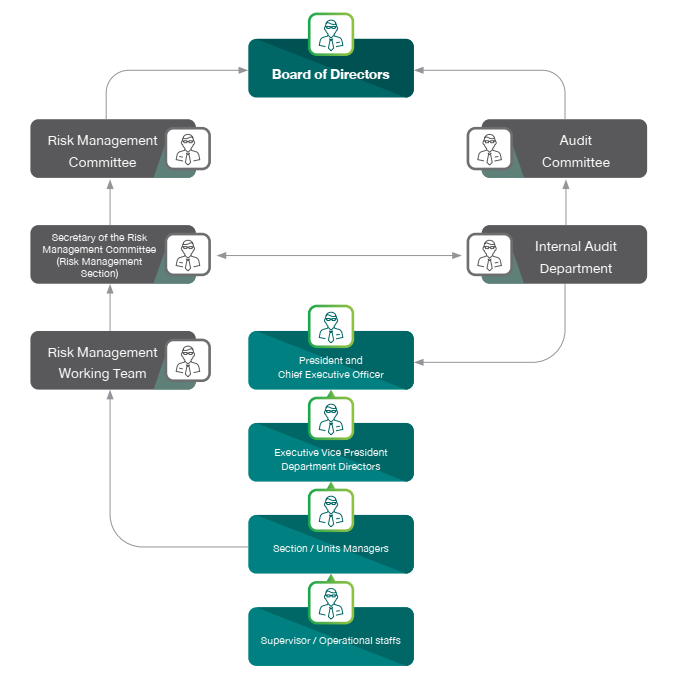 Board of Directors
Risk Management
Committee
Audit
Committee
Secretary of the Risk
Management Committee
(Risk Management
Section)
Internal Audit
Department
Risk Management
Working Team
President and
Chief Executive Officer
Executive Vice President
Department Directors
Section / Units Managers
Supervisor / Operational staffs